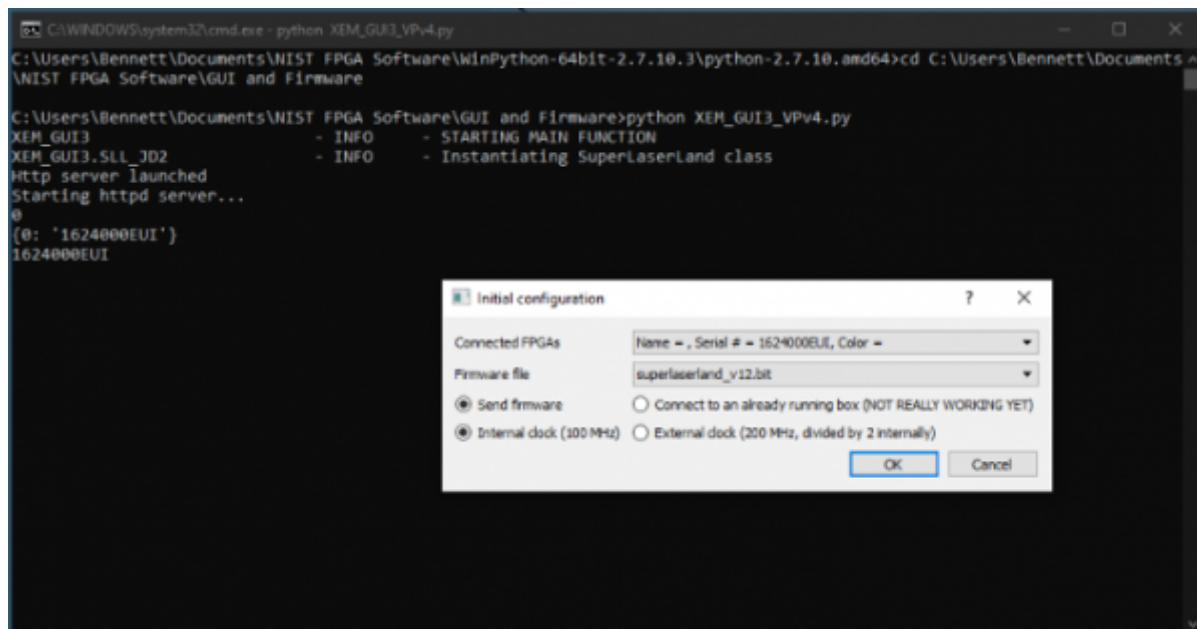 C:\WINDOWS\system32\cmd.exe - python XEM_GUI3_VPv4.py
C:\Users\Bennett\Documents\NIST FPGA Software\WinPython-64bit-2.7.10.3\python-2.7.10.amd64>cd C:\Users\Bennett\Documents
\NIST FPGA Software\GUI and Firmware
C:\Users\Bennett\Documents\NIST FPGA Software\GUI and Firmware>python XEM_GUI3_VPv4.py
XEM_GUI3 - INFO - STARTING MAIN FUNCTION
XEM_GUI3.SLL_JD2 - INFO - Instantiating SuperLaserLand class
Http server launched
Starting httpd server...
0
{0: '1624000EUI'}
1624000EUI
Initial configuration
Connected FPGAs Name = , Serial # = 1624000EUI, Color =
Firmware file superlaserland_v12.bit
Send firmware Connect to an already running box (NOT REALLY WORKING YET)
Internal clock (100 MHz) External clock (200 MHz, divided by 2 internally)
OK Cancel